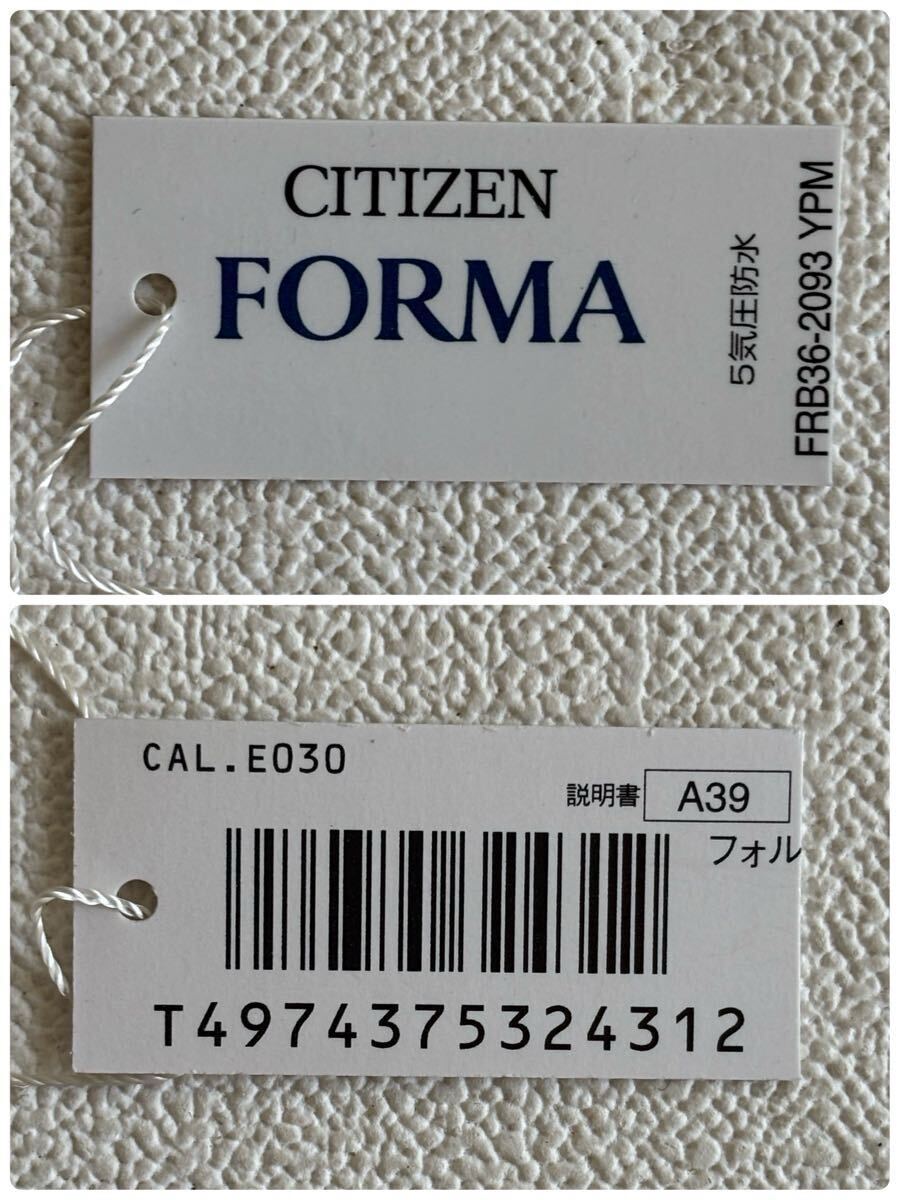 CITIZEN
FORMA
5気圧防水
FRB36-2093 YPM
CAL.E030
説明書 A39
フォル
T4974375324312